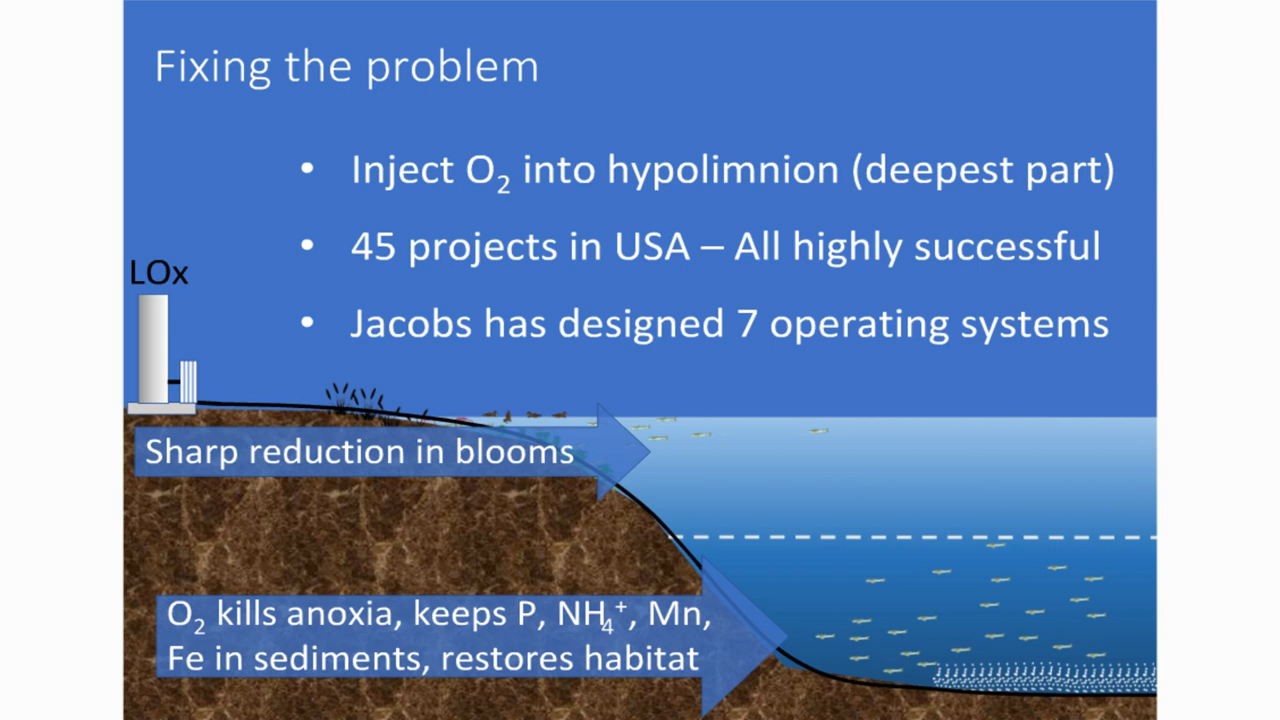 Fixing the problem
• Inject O₂ into hypolimnion (deepest part)
• 45 projects in USA – All highly successful
• Jacobs has designed 7 operating systems
LOx
Sharp reduction in blooms
O₂ kills anoxia, keeps P, NH₄⁺, Mn,
Fe in sediments, restores habitat